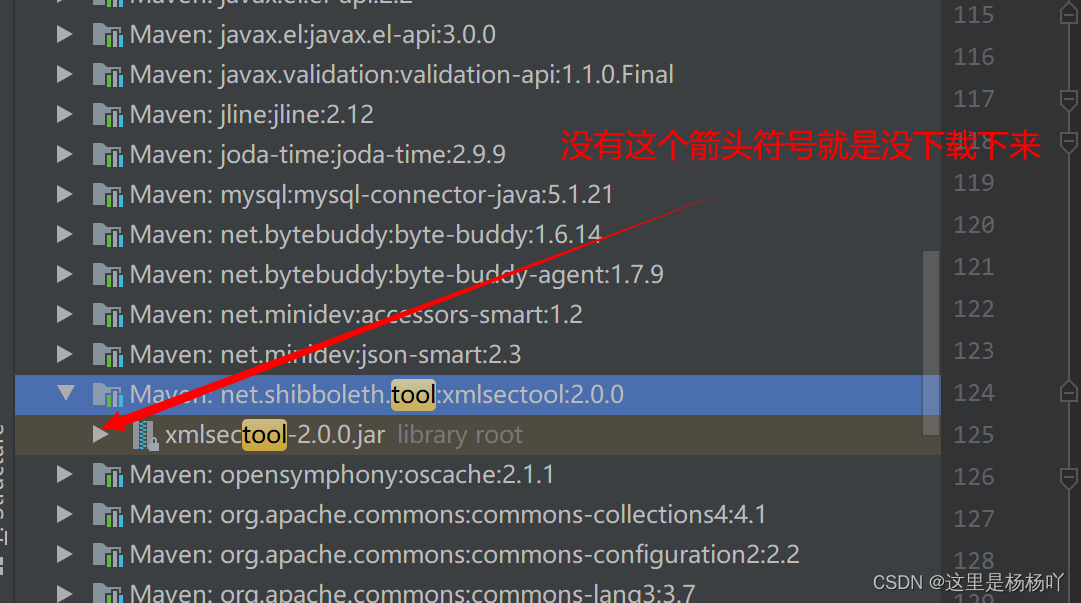 Maven: javax.el:el-api:2.2
Maven: javax.el:javax.el-api:3.0.0
Maven: javax.validation:validation-api:1.1.0.Final
Maven: jline:jline:2.12
Maven: joda-time:joda-time:2.9.9
没有这个箭头符号就是没下载下来
Maven: mysql:mysql-connector-java:5.1.21
Maven: net.bytebuddy:byte-buddy:1.6.14
Maven: net.bytebuddy:byte-buddy-agent:1.7.9
Maven: net.minidev:accessors-smart:1.2
Maven: net.minidev:json-smart:2.3
Maven: net.shibboleth.tool:xmlsectool:2.0.0
xmlsectool-2.0.0.jar library root
Maven: opensymphony:oscache:2.1.1
Maven: org.apache.commons:commons-collections4:4.1
Maven: org.apache.commons:commons-configuration2:2.2
Maven: org.apache.commons:commons-lang3:3.7
115
116
117
118
119
120
121
122
123
124
125
126
127
128
129
Z: Structure
CSDN @这里是杨杨吖